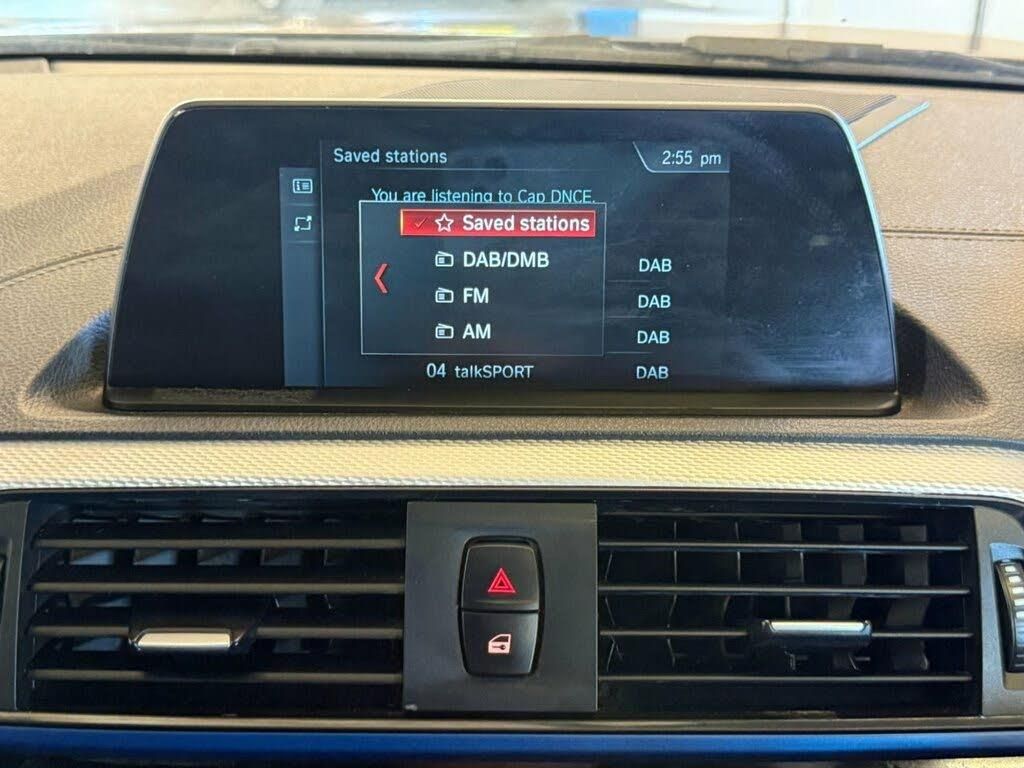 Saved stations
2:55 pm
You are listening to Cap DNCE.
Saved stations
DAB/DMB
DAB
FM
DAB
AM
DAB
04 talkSPORT
DAB